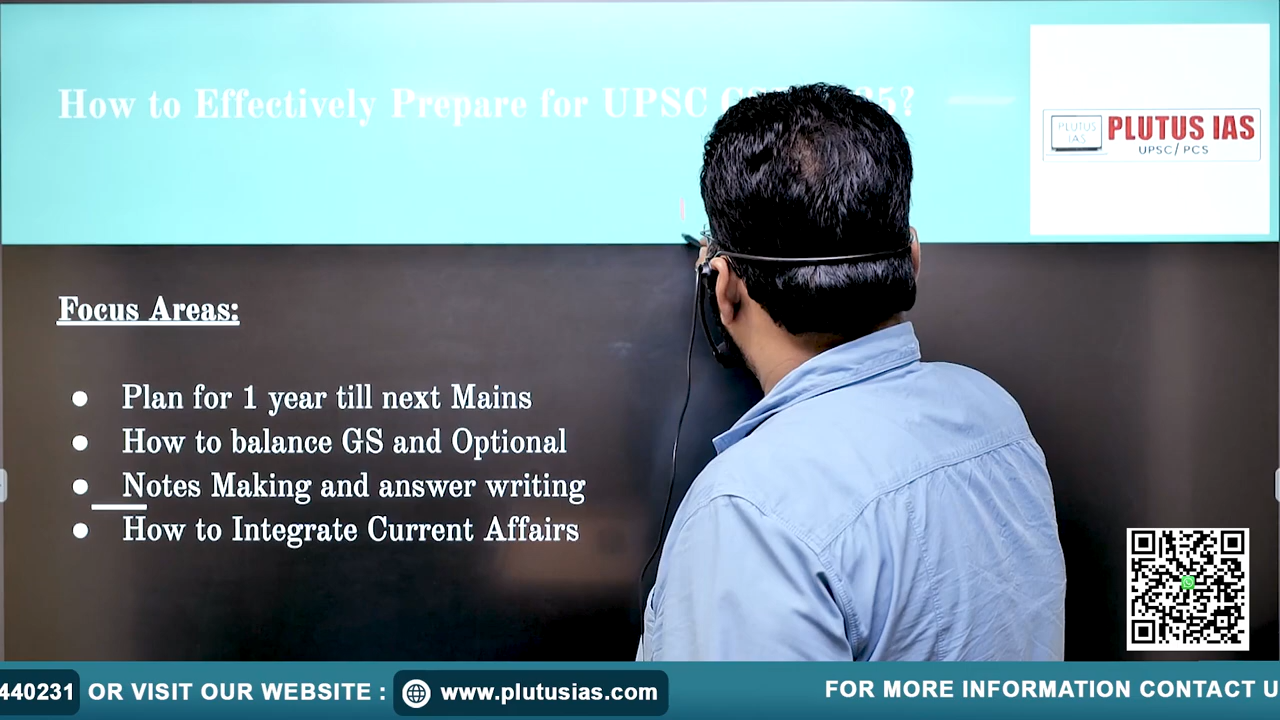 How to Effectively Prepare for UPSC
PLUTUS IAS
PLUTUS IAS
UPSC/ PCS
Focus Areas:
● Plan for 1 year till next Mains
● How to balance GS and Optional
● Notes Making and answer writing
● How to Integrate Current Affairs
440231 OR VISIT OUR WEBSITE : www.plutusias.com FOR MORE INFORMATION CONTACT U